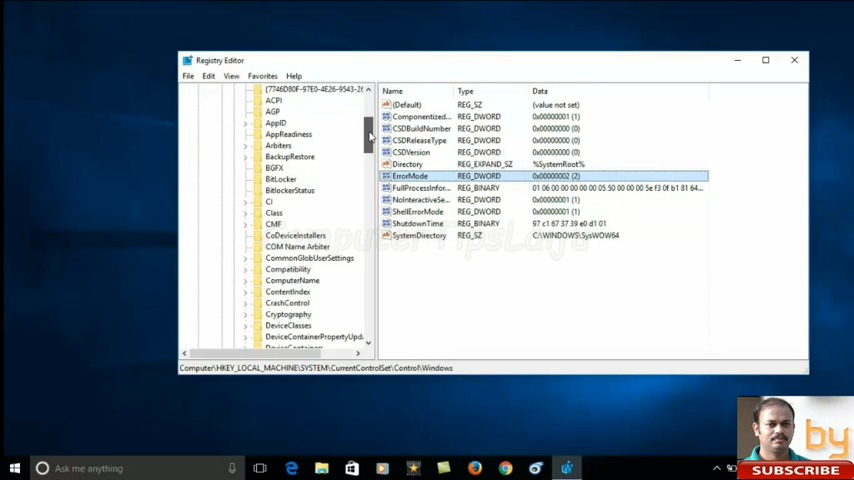 Registry Editor
File Edit View Favorites Help
{7746D80F-97E0-4E26-9543-26
ACPI
AGP
AppID
AppReadiness
Arbiters
BackupRestore
BGFX
BitLocker
BitlockerStatus
CI
Class
CMF
CoDeviceInstallers
COM Name Arbiter
CommonGlobUserSettings
Compatibility
ComputerName
ContentIndex
CrashControl
Cryptography
DeviceClasses
DeviceContainerPropertyUpd
DeviceContainers
Name Type Data
(Default) REG_SZ (value not set)
Componentized... REG_DWORD 0x00000001 (1)
CSDBuildNumber REG_DWORD 0x00000000 (0)
CSDReleaseType REG_DWORD 0x00000000 (0)
CSDVersion REG_DWORD 0x00000000 (0)
Directory REG_EXPAND_SZ %SystemRoot%
ErrorMode REG_DWORD 0x00000002 (2)
FullProcessInfor... REG_BINARY 01 06 00 00 00 00 00 05 50 00 00 00 5e f3 0f b1 81 64...
NoInteractiveSe... REG_DWORD 0x00000001 (1)
ShellErrorMode REG_DWORD 0x00000001 (1)
ShutdownTime REG_BINARY 97 c1 67 37 39 e0 d1 01
SystemDirectory REG_SZ C:\WINDOWS\SysWOW64
Computer\HKEY_LOCAL_MACHINE\SYSTEM\CurrentControlSet\Control\Windows
Ask me anything
by
SUBSCRIBE